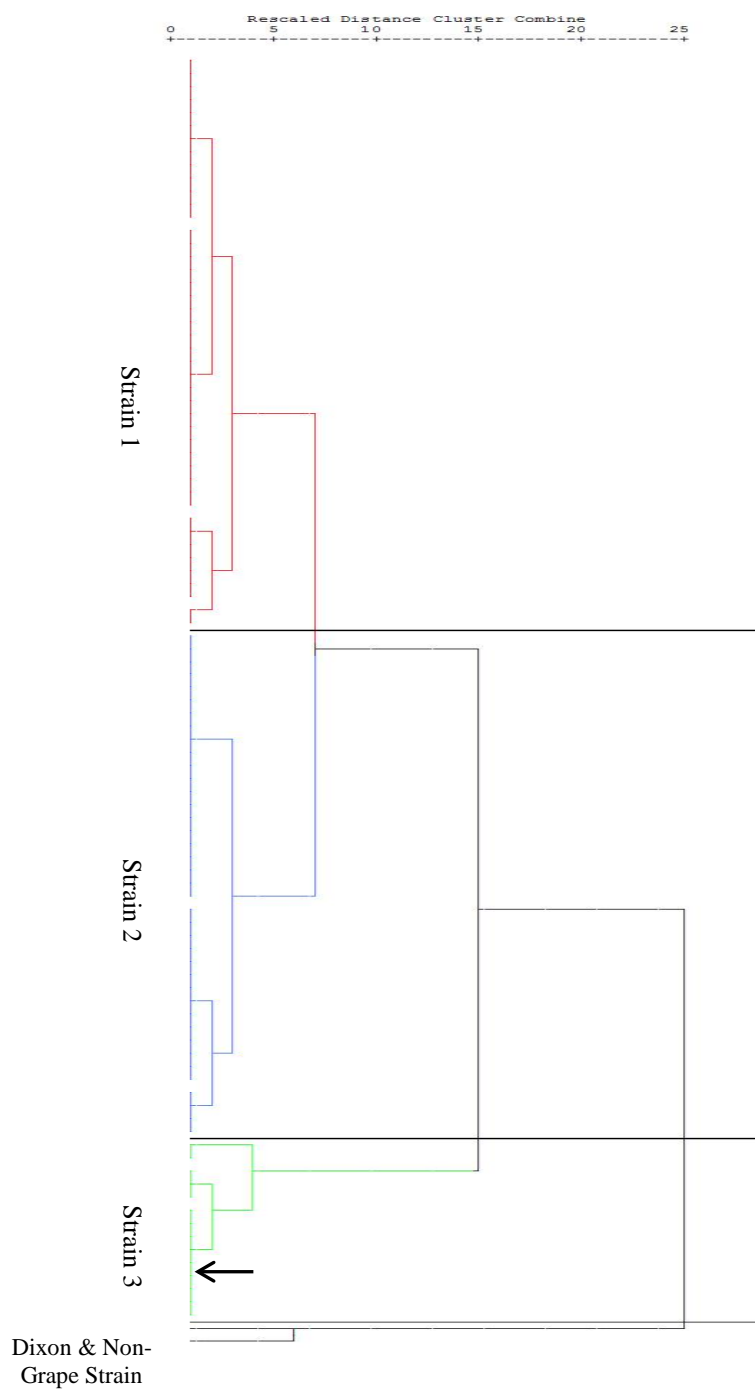 Rescaled Distance Cluster Combine
0 5 10 15 20 25
+---------+---------+---------+---------+---------+
Strain 1
Strain 2
Strain 3
Dixon & Non-
Grape Strain